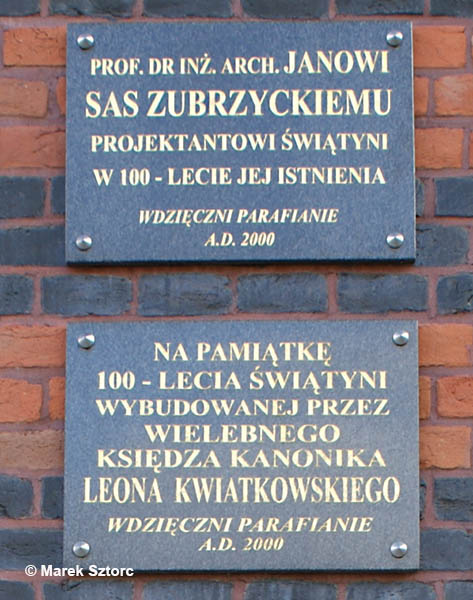 PROF. DR INŻ. ARCH. JANOWI
SAS ZUBRZYCKIEMU
PROJEKTANTOWI ŚWIĄTYNI
W 100 - LECIE JEJ ISTNIENIA
WDZIĘCZNI PARAFIANIE
A.D. 2000
NA PAMIĄTKĘ
100 - LECIA ŚWIĄTYNI
WYBUDOWANEJ PRZEZ
WIELEBNEGO
KSIĘDZA KANONIKA
LEONA KWIATKOWSKIEGO
WDZIĘCZNI PARAFIANIE
A.D. 2000
© Marek Sztorc